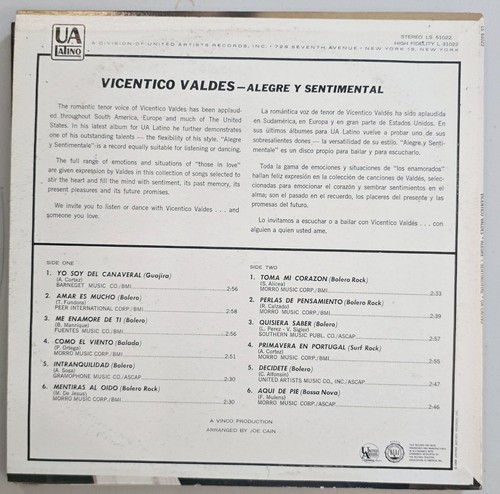 UA
LATINO
A DIVISION OF UNITED ARTISTS RECORDS, INC. • 729 SEVENTH AVENUE • NEW YORK 19, NEW YORK
STEREO LS 61022
HIGH FIDELITY L 31022
VICENTICO VALDES—ALEGRE Y SENTIMENTAL
The romantic tenor voice of Vicentico Valdés has been applaud-
ed throughout South America, Europe and much of The United
States. In his latest album for UA Latino he further demonstrates
one of his outstanding talents — the flexibility of his style. "Alegre
y Sentimentale" is a record equally suitable for listening or dancing.
The full range of emotions and situations of "those in love"
are given expression by Valdes in this collection of songs selected to
stir the heart and fill the mind with sentiment, its past memory, its
present pleasures and its future promises.
We invite you to listen or dance with Vicentico Valdes . . . and
someone you love.
La romántica voz de tenor de Vicentico Valdés ha sido aplaudida
en Sudamérica, en Europa y en gran parte de Estados Unidos. En
sus últimos álbumes para UA Latino vuelve a probar uno de sus
sobresalientes dones — la versatilidad de su estilo. "Alegre y Senti-
mentale" es un disco propio para bailar y para escucharlo.
Toda la gama de emociones y situaciones de "los enamorados"
hallan feliz expresión en la colección de canciones de Valdés, selec-
cionadas para emocionar el corazón y sembrar sentimientos en el
alma; son el pasado en el recuerdo, los placeres del presente y las
promesas del futuro.
Lo invitamos a escuchar o a bailar con Vicentico Valdés . . . con
alguien a quien usted ame.
SIDE ONE
1. YO SOY DEL CANAVERAL (Guajira)
(A. Cortez)
BARNEGET MUSIC CO./BMI 2:56
2. AMAR ES MUCHO (Bolero)
(T. Fundora)
PEER INTERNATIONAL CORP./BMI 2:58
3. ME ENAMORE DE TI (Bolero)
(B. Manrique)
FUENTES MUSIC CO./BMI 2:56
4. COMO EL VIENTO (Balada)
(P. Ortega)
MORRO MUSIC CORP./BMI 2:51
5. INTRANQUILIDAD (Bolero)
(A. Sosa)
GRAMOPHONE MUSIC CO./ASCAP 2:30
6. MENTIRAS AL OIDO (Bolero Rock)
(M. De Jesus)
MORRO MUSIC CORP./BMI 2:30
SIDE TWO
1. TOMA MI CORAZON (Bolero Rock)
(S. Alicea)
MORRO MUSIC CORP./BMI 2:33
2. PERLAS DE PENSAMIENTO (Bolero Rock)
(R. Calzado)
MORRO MUSIC CORP./BMI 2:39
3. QUISIERA SABER (Bolero)
(L. Perez - V. Sigler)
SOUTHERN MUSIC PUBL. CO./ASCAP 2:57
4. PRIMAVERA EN PORTUGAL (Surf Rock)
(A. Cortez)
MORRO MUSIC CORP./BMI 2:55
5. DECIDETE (Bolero)
(C. Alfonsin)
UNITED ARTISTS MUSIC CO., INC./ASCAP 2:47
6. AQUI DE PIE (Bossa Nova)
(F. Mulens)
MORRO MUSIC CORP./ASCAP 2:46
A VINCO PRODUCTION
ARRANGED BY JOE CAIN